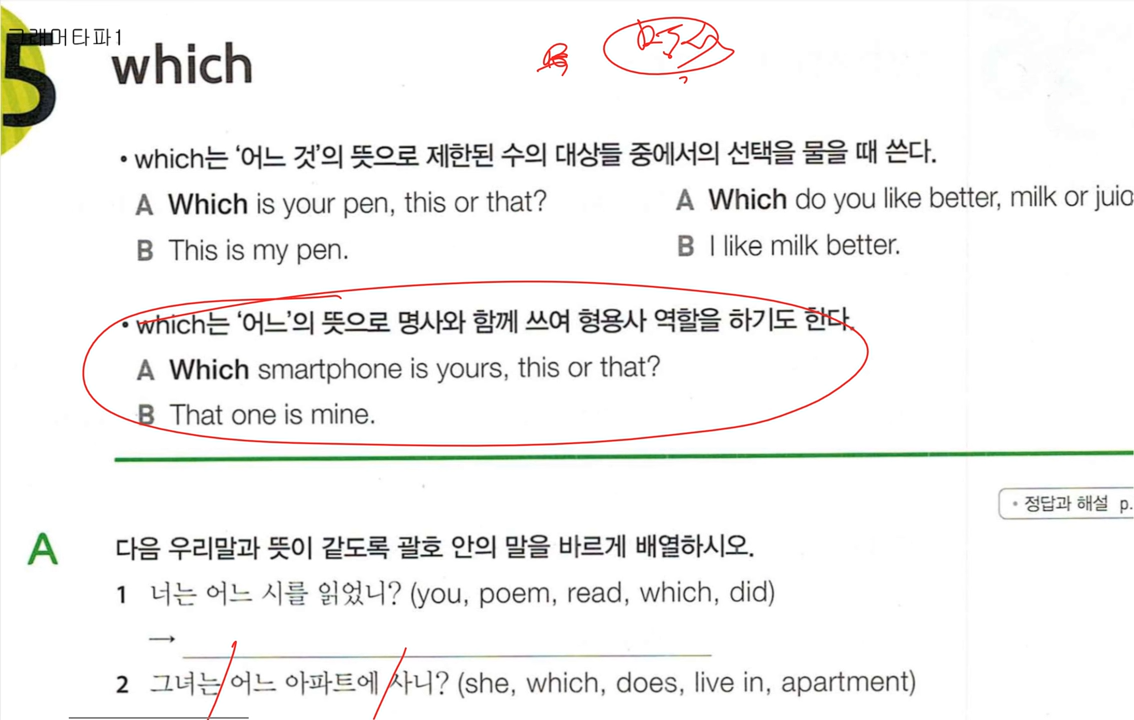 그래머타파1
5 which
• which는 ‘어느 것’의 뜻으로 제한된 수의 대상들 중에서의 선택을 물을 때 쓴다.
A Which is your pen, this or that? A Which do you like better, milk or juic
B This is my pen. B I like milk better.
• which는 ‘어느’의 뜻으로 명사와 함께 쓰여 형용사 역할을 하기도 한다.
A Which smartphone is yours, this or that?
B That one is mine.
• 정답과 해설 p.
A 다음 우리말과 뜻이 같도록 괄호 안의 말을 바르게 배열하시오.
1 너는 어느 시를 읽었니? (you, poem, read, which, did)
→
2 그녀는 어느 아파트에 사니? (she, which, does, live in, apartment)